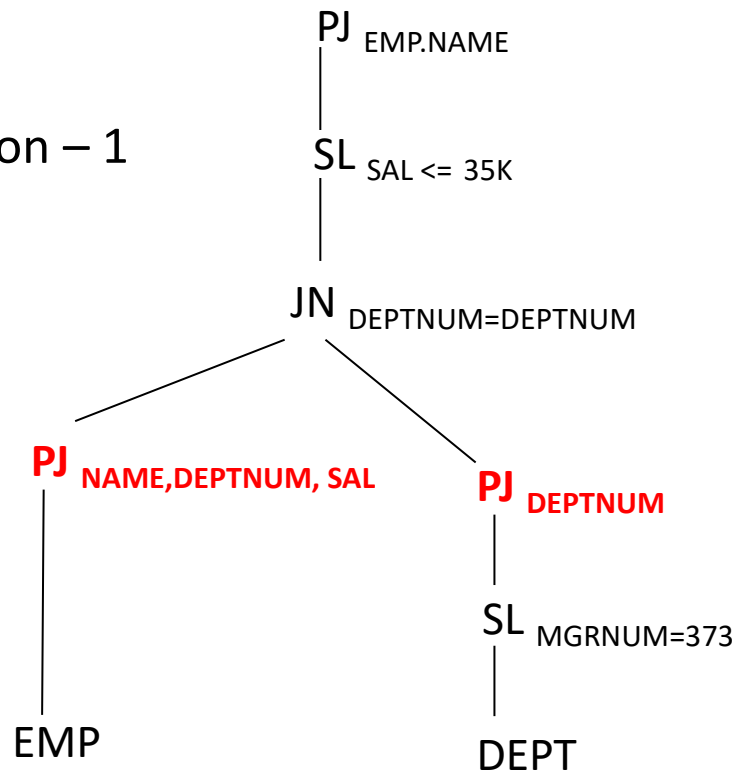 PJ EMP.NAME
on – 1
SL SAL <= 35K
JN DEPTNUM=DEPTNUM
PJ NAME,DEPTNUM, SAL
PJ DEPTNUM
SL MGRNUM=373
EMP
DEPT